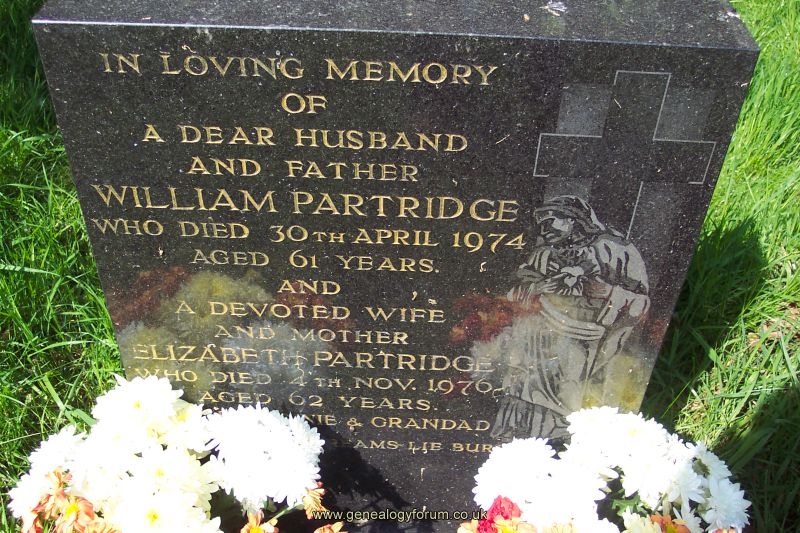 IN LOVING MEMORY
OF
A DEAR HUSBAND
AND FATHER
WILLIAM PARTRIDGE
WHO DIED 30TH APRIL 1974
AGED 61 YEARS.
AND
A DEVOTED WIFE
AND MOTHER
ELIZABETH PARTRIDGE
WHO DIED 4TH NOV. 1976
AGED 62 YEARS.
& GRANDAD
LIE
www.genealogyforum.co.uk